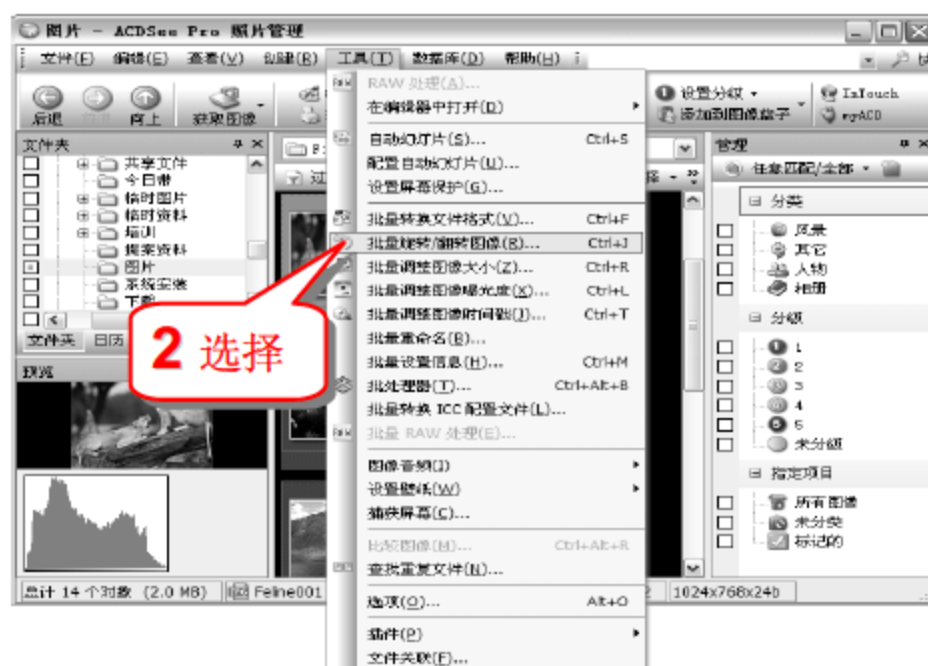 图片 - ACDSee Pro 照片管理
文件(F) 编辑(E) 查看(V) 创建(R) 工具(T) 数据库(D) 帮助(H)
后退 前进 向上 获取图像
设置分级
添加到图像盒子
InTouch
myACD
文件夹
共享文件
今日带
临时图片
临时资料
培训
提案资料
图片
系统安装
下载
文件夹 日历
预览
总计 14 个对象 (2.0 MB)
Feline001
RAW 处理(A)...
在编辑器中打开(D)
自动幻灯片(S)... Ctrl+S
配置自动幻灯片(U)...
设置屏幕保护(G)...
批量转换文件格式(V)... Ctrl+F
批量旋转/翻转图像(R)... Ctrl+J
批量调整图像大小(Z)... Ctrl+R
批量调整图像曝光度(X)... Ctrl+L
批量调整图像时间戳(J)... Ctrl+T
批量重命名(B)...
批量设置信息(H)... Ctrl+M
批处理器(T)... Ctrl+Alt+B
批量转换 ICC 配置文件(L)...
批量 RAW 处理(E)...
图像音频(I)
设置壁纸(W)
捕获屏幕(C)...
比较图像(M)... Ctrl+Alt+R
查找重复文件(N)...
选项(O)... Alt+O
插件(P)
文件关联(F)...
2 选择
管理
任意匹配/全部
分类
风景
其它
人物
相册
分级
1
2
3
4
5
未分级
指定项目
所有图像
未分类
标记的
1024x768x24b